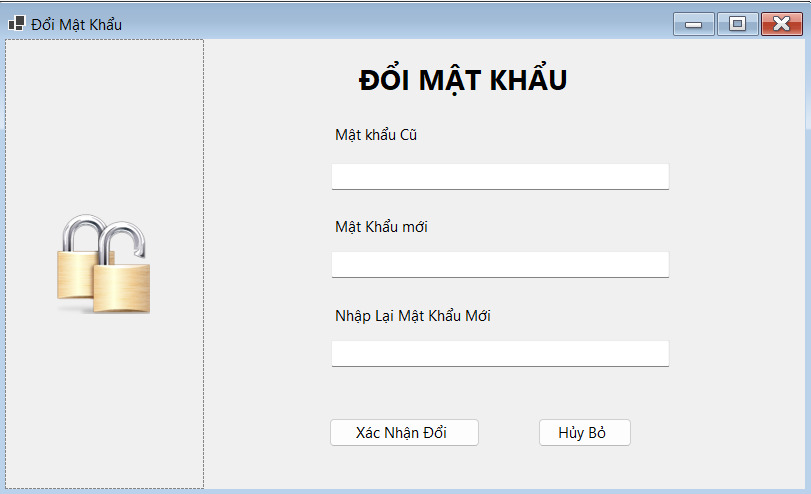 Đổi Mật Khẩu
ĐỔI MẬT KHẨU
Mật khẩu Cũ
Mật Khẩu mới
Nhập Lại Mật Khẩu Mới
Xác Nhận Đổi
Hủy Bỏ